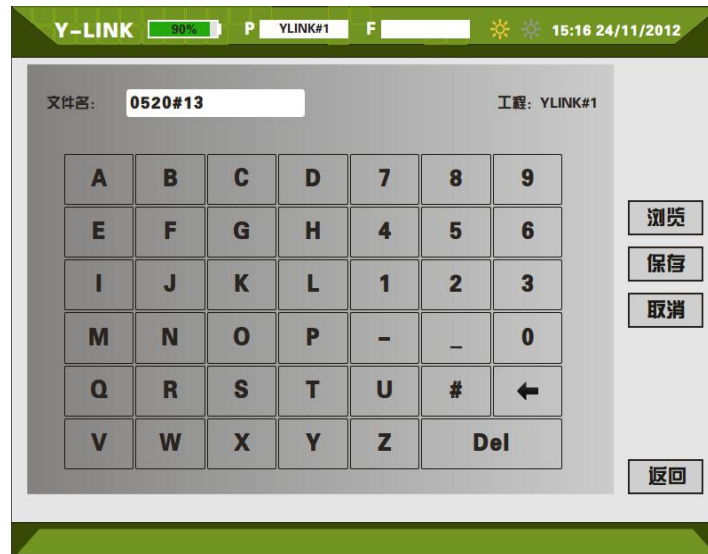 Y-LINK 90% P YLINK#1 F 15:16 24/11/2012
文件名: 0520#13 工程: YLINK#1
A B C D 7 8 9
E F G H 4 5 6
I J K L 1 2 3
M N O P - _ 0
Q R S T U # ←
V W X Y Z Del
浏览
保存
取消
返回